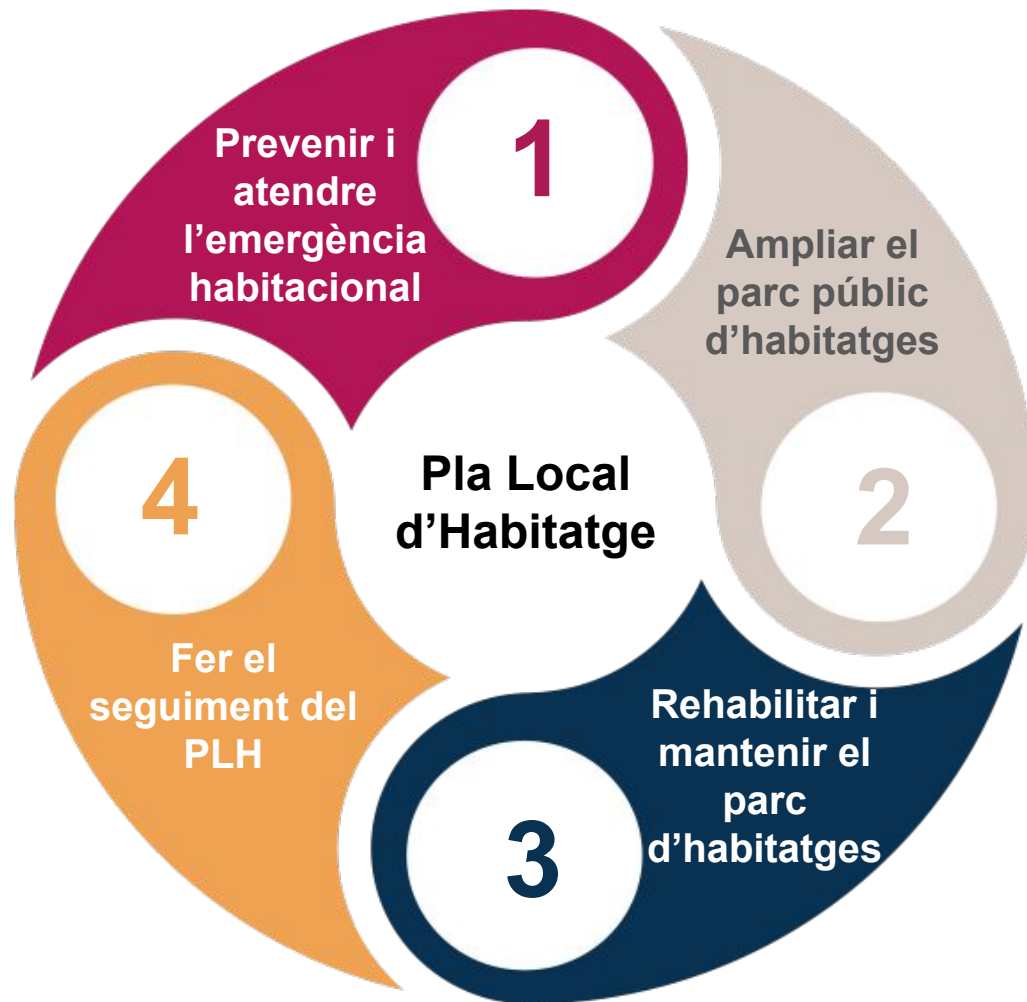 1
Prevenir i
atendre
l’emergència
habitacional
Ampliar el
parc públic
d’habitatges
2
Pla Local
d’Habitatge
Rehabilitar i
mantenir el
parc
d’habitatges
3
4
Fer el
seguiment del
PLH